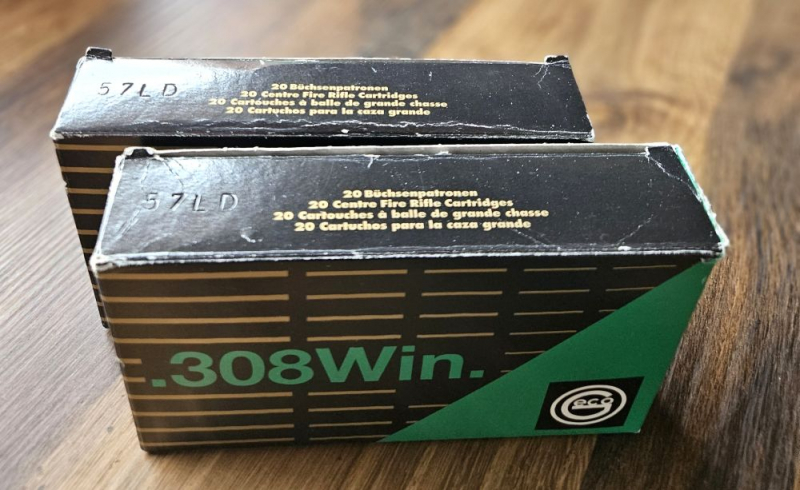 57LD
20 Büchsenpatronen
20 Centre Fire Rifle Cartridges
20 Cartouches à balle de grande chasse
20 Cartuchos para la caza grande
57LD
20 Büchsenpatronen
20 Centre Fire Rifle Cartridges
20 Cartouches à balle de grande chasse
20 Cartuchos para la caza grande
.308Win.
Geco